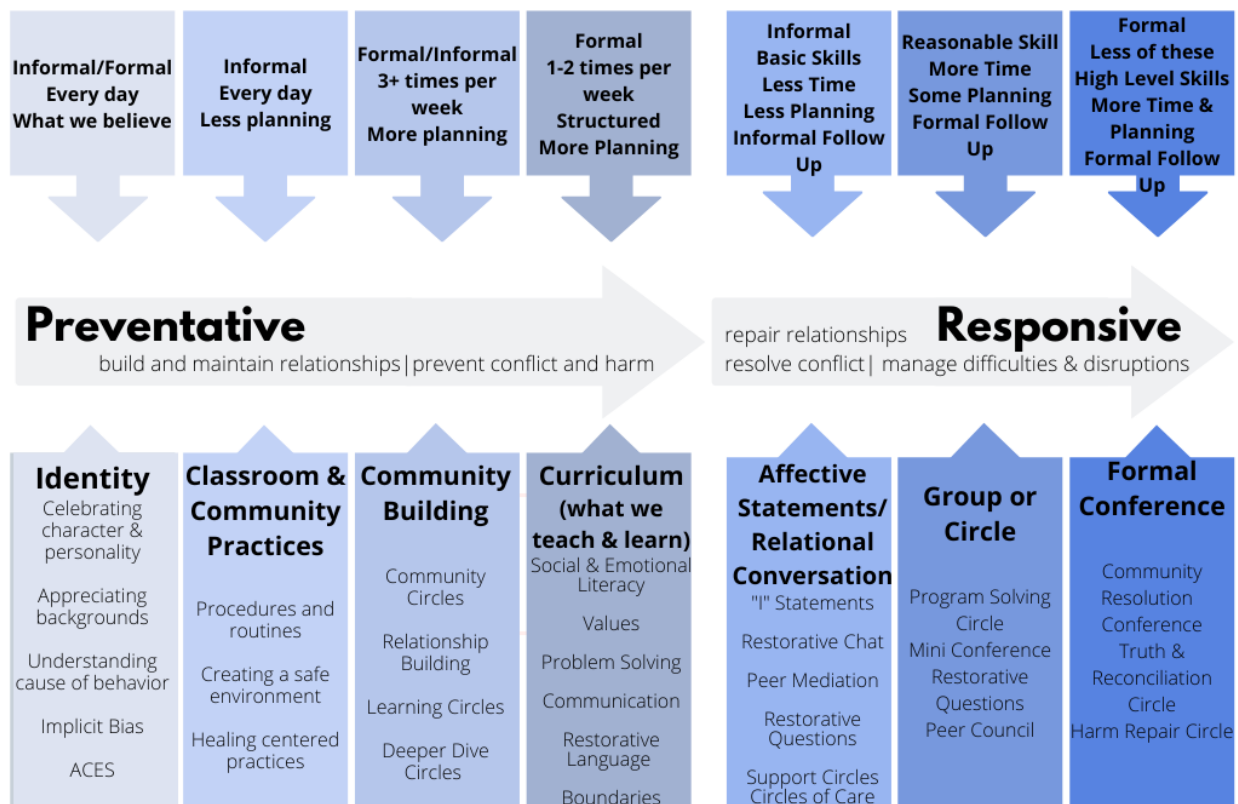 Informal/Formal
Every day
What we believe
Informal
Every day
Less planning
Formal/Informal
3+ times per
week
More planning
Formal
1-2 times per
week
Structured
More Planning
Informal
Basic Skills
Less Time
Less Planning
Informal Follow
Up
Reasonable Skill
More Time
Some Planning
Formal Follow
Up
Formal
Less of these
High Level Skills
More Time &
Planning
Formal Follow
Up
Preventative
build and maintain relationships|prevent conflict and harm
repair relationships
Responsive
resolve conflict| manage difficulties & disruptions
Identity
Celebrating
character &
personality
Appreciating
backgrounds
Understanding
cause of behavior
Implicit Bias
ACES
Classroom &
Community
Practices
Procedures and
routines
Creating a safe
environment
Healing centered
practices
Community
Building
Community
Circles
Relationship
Building
Learning Circles
Deeper Dive
Circles
Curriculum
(what we
teach & learn)
Social & Emotional
Literacy
Values
Problem Solving
Communication
Restorative
Language
Boundaries
Affective
Statements/
Relational
Conversation
"I" Statements
Restorative Chat
Peer Mediation
Restorative
Questions
Support Circles
Circles of Care
Group or
Circle
Program Solving
Circle
Mini Conference
Restorative
Questions
Peer Council
Formal
Conference
Community
Resolution
Conference
Truth &
Reconciliation
Circle
Harm Repair Circle